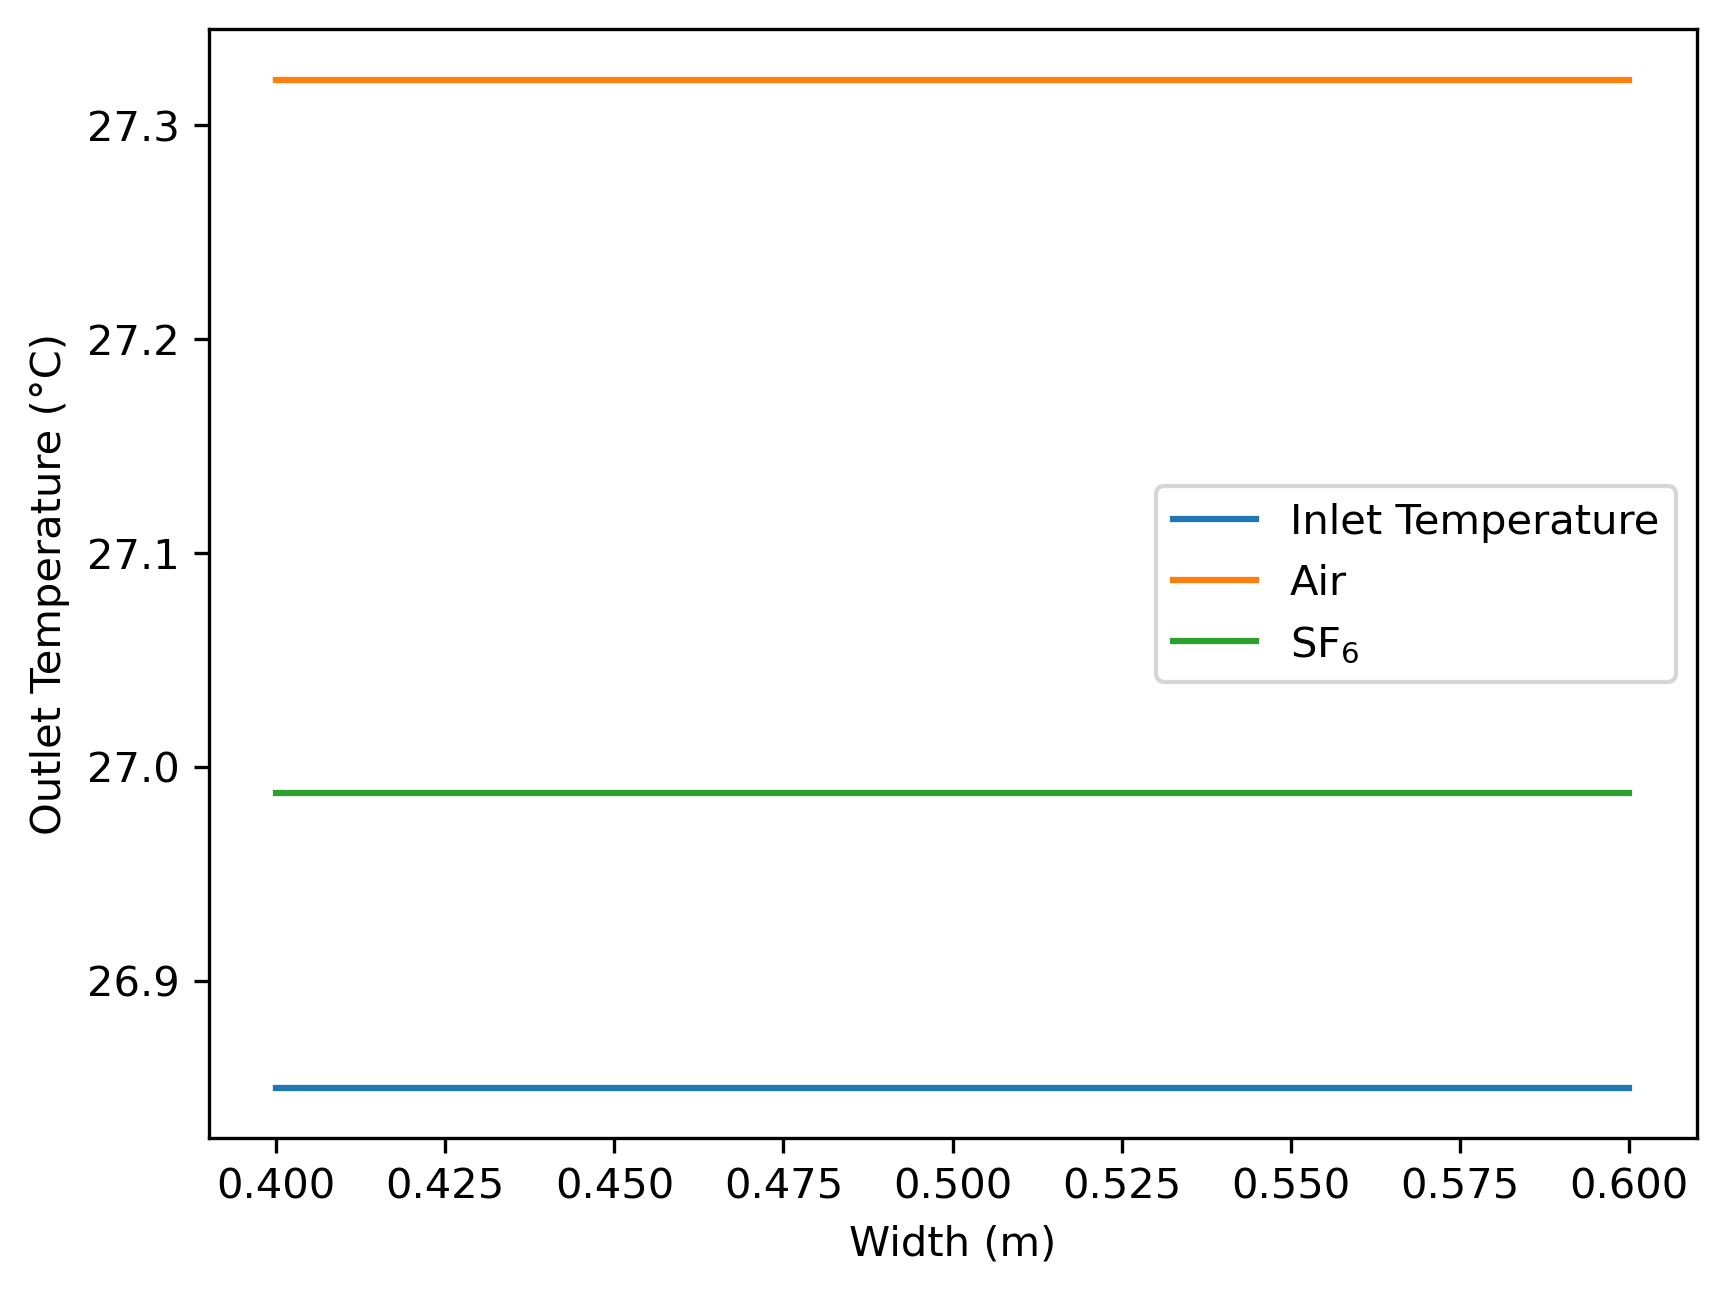 27.3
27.2
27.1
27.0
26.9
Outlet Temperature (°C)
Inlet Temperature
Air
SF₆
0.400 0.425 0.450 0.475 0.500 0.525 0.550 0.575 0.600
Width (m)